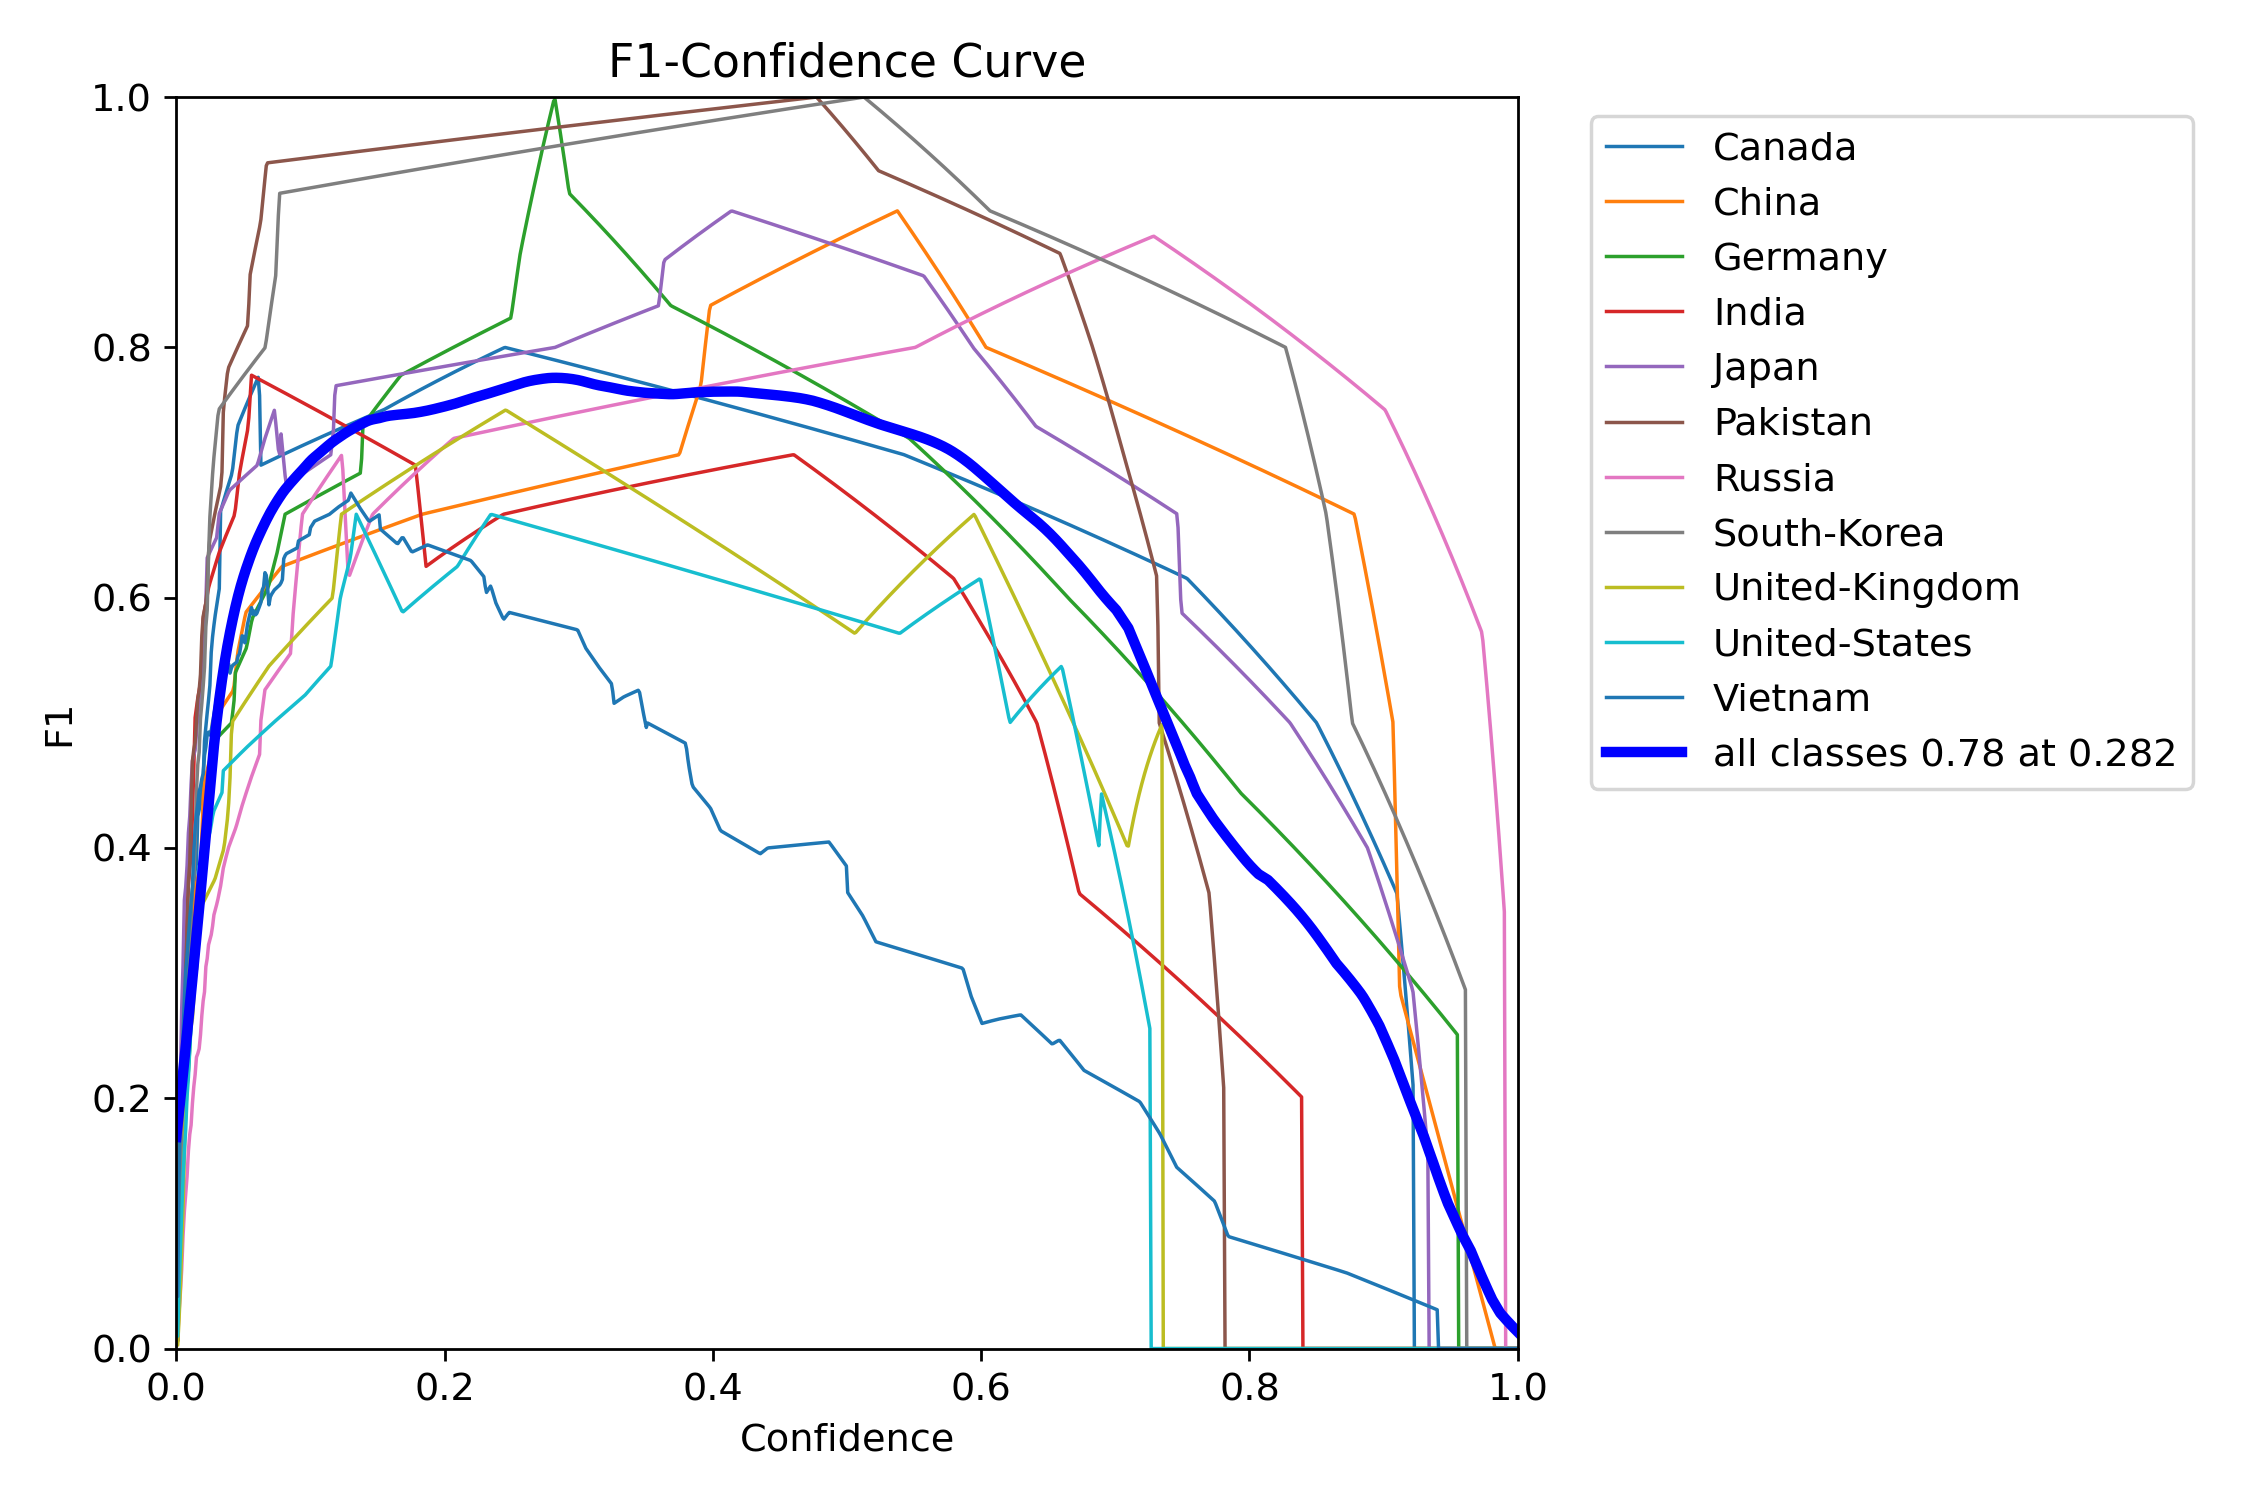 F1-Confidence Curve
1.0
0.8
0.6
0.4
0.2
0.0
F1
0.0 0.2 0.4 0.6 0.8 1.0
Confidence
Canada
China
Germany
India
Japan
Pakistan
Russia
South-Korea
United-Kingdom
United-States
Vietnam
all classes 0.78 at 0.282